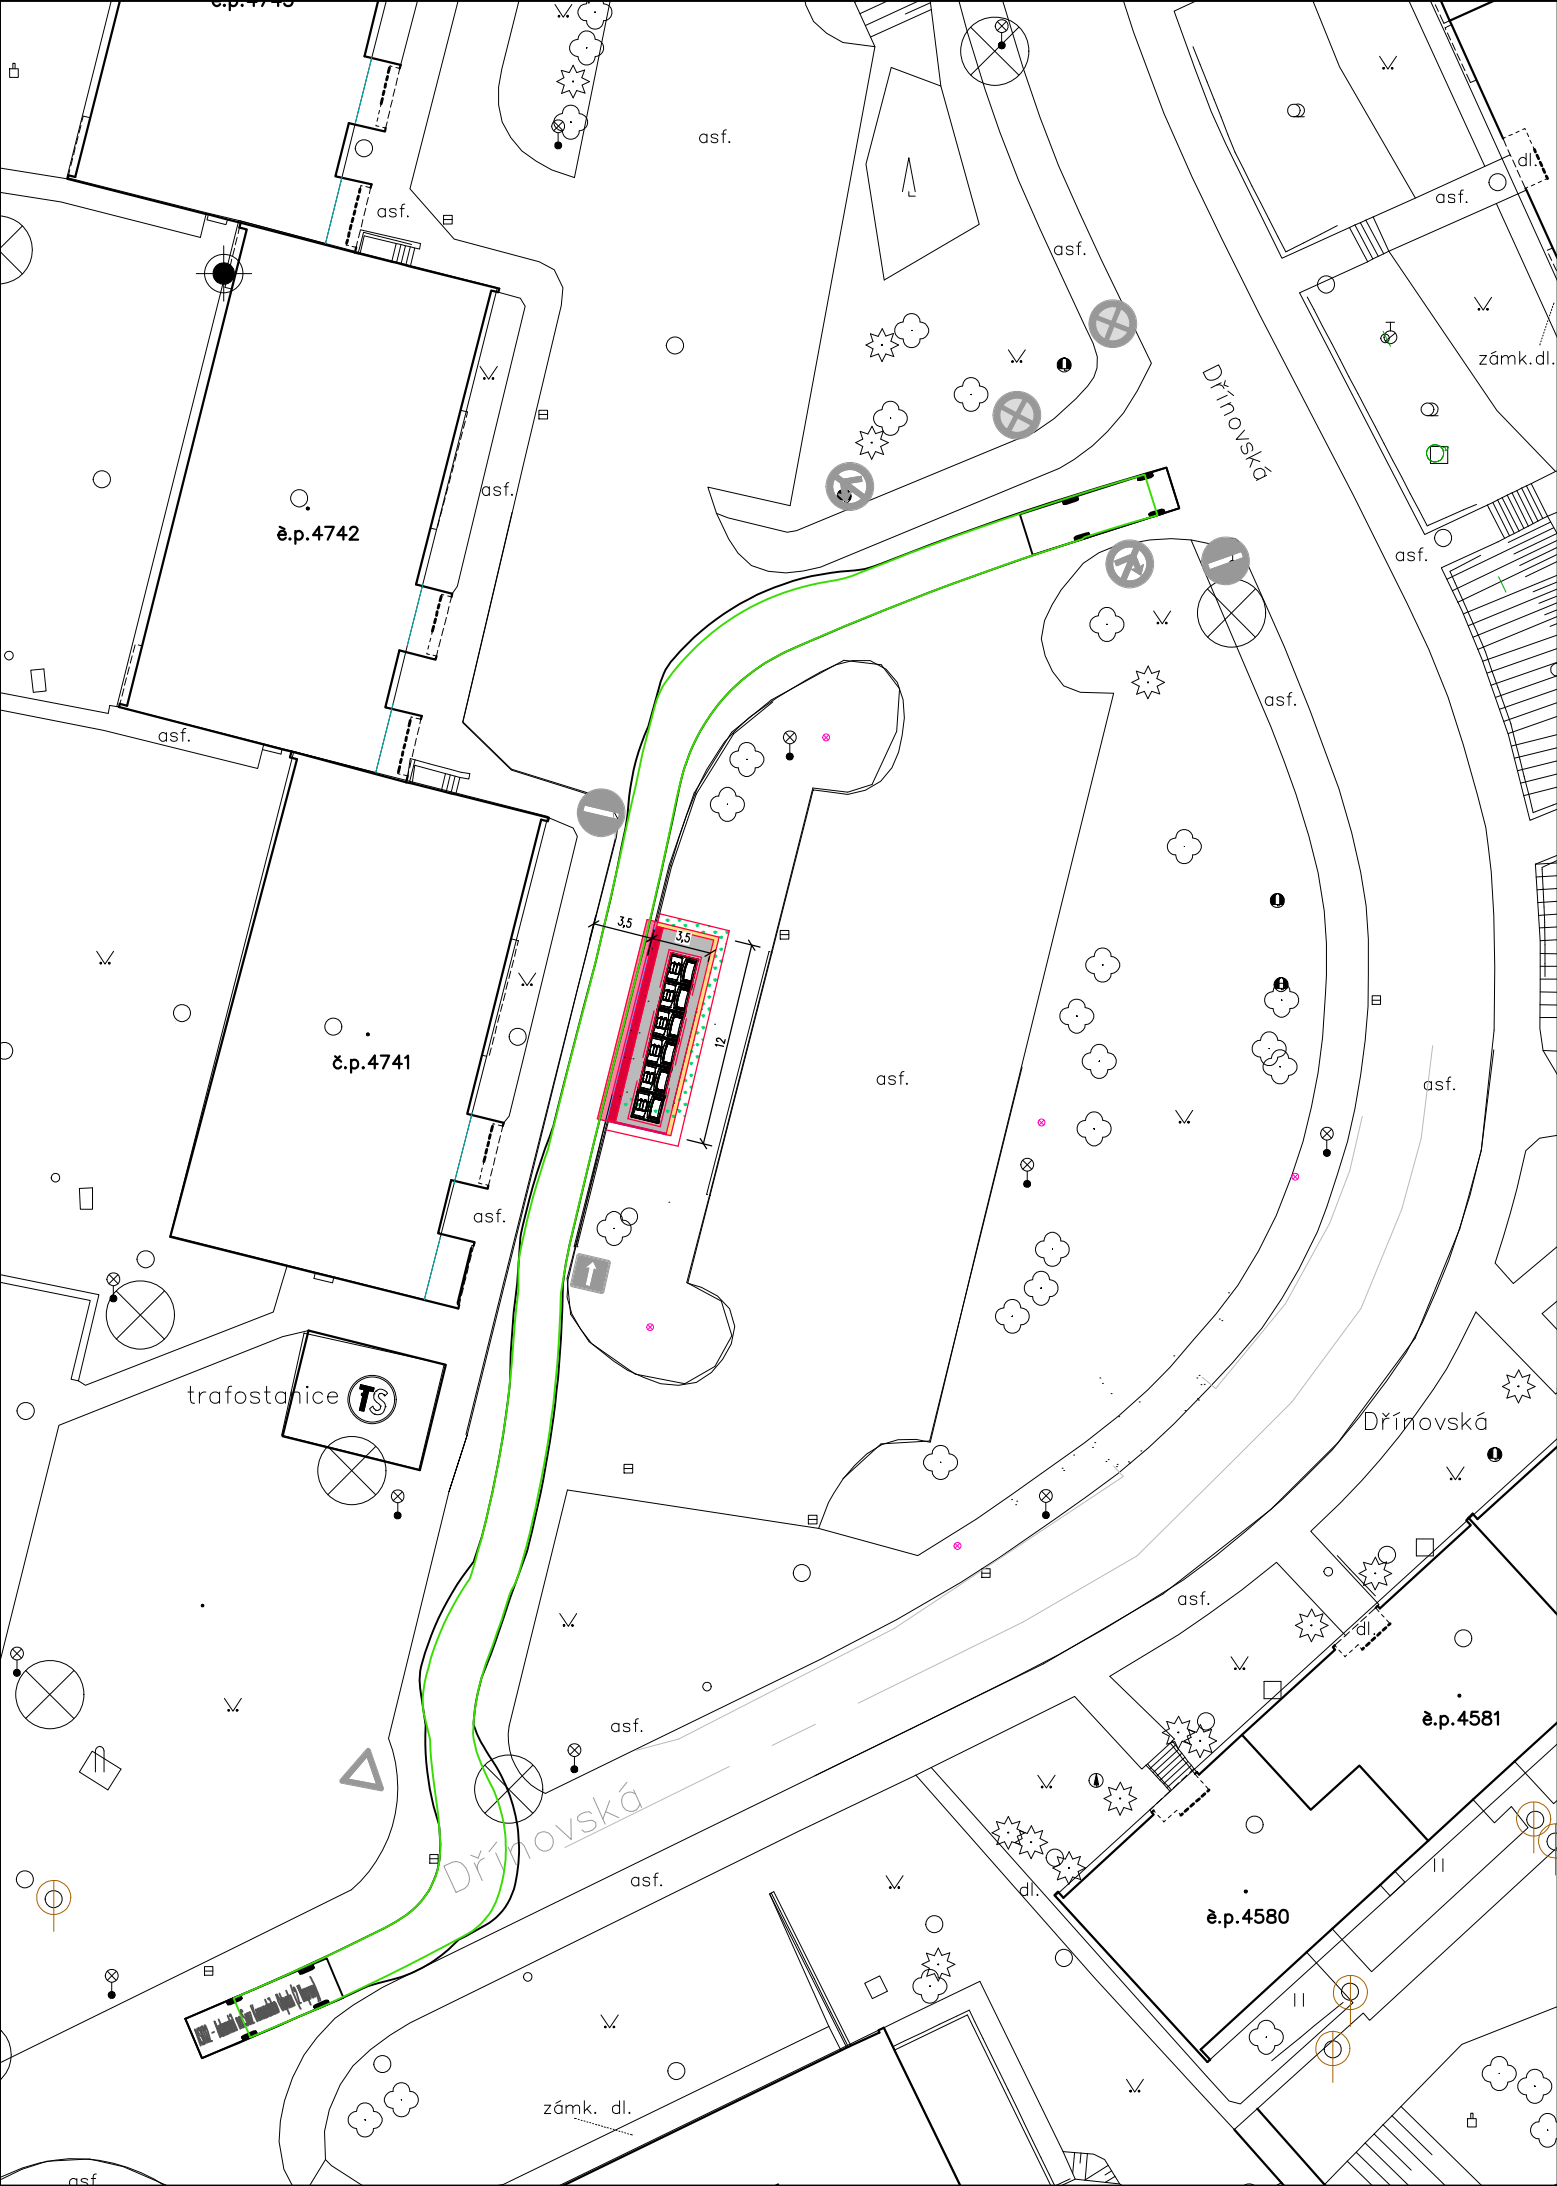 è.p.4743
asf.
dl.
asf.
asf.
asf.
zámk.dl.
Dřínovská
asf.
è.p.4742
asf.
asf.
asf.
3,5
3,5
12
č.p.4741
asf.
asf.
asf.
trafostanice
TS
Dřínovská
asf.
dl.
asf.
è.p.4581
Dřínovská
asf.
dl.
è.p.4580
zámk. dl.
asf.